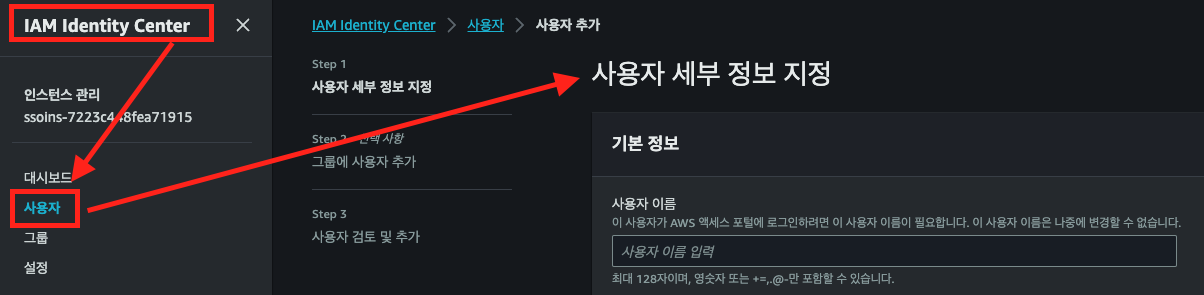 IAM Identity Center
인스턴스 관리
ssoins-7223c448fea71915
대시보드
사용자
그룹
설정
IAM Identity Center > 사용자 > 사용자 추가
Step 1
사용자 세부 정보 지정
Step 2 선택 사항
그룹에 사용자 추가
Step 3
사용자 검토 및 추가
사용자 세부 정보 지정
기본 정보
사용자 이름
이 사용자가 AWS 액세스 포털에 로그인하려면 이 사용자 이름이 필요합니다. 이 사용자 이름은 나중에 변경할 수 없습니다.
사용자 이름 입력
최대 128자이며, 영숫자 또는 +=,.@-만 포함할 수 있습니다.